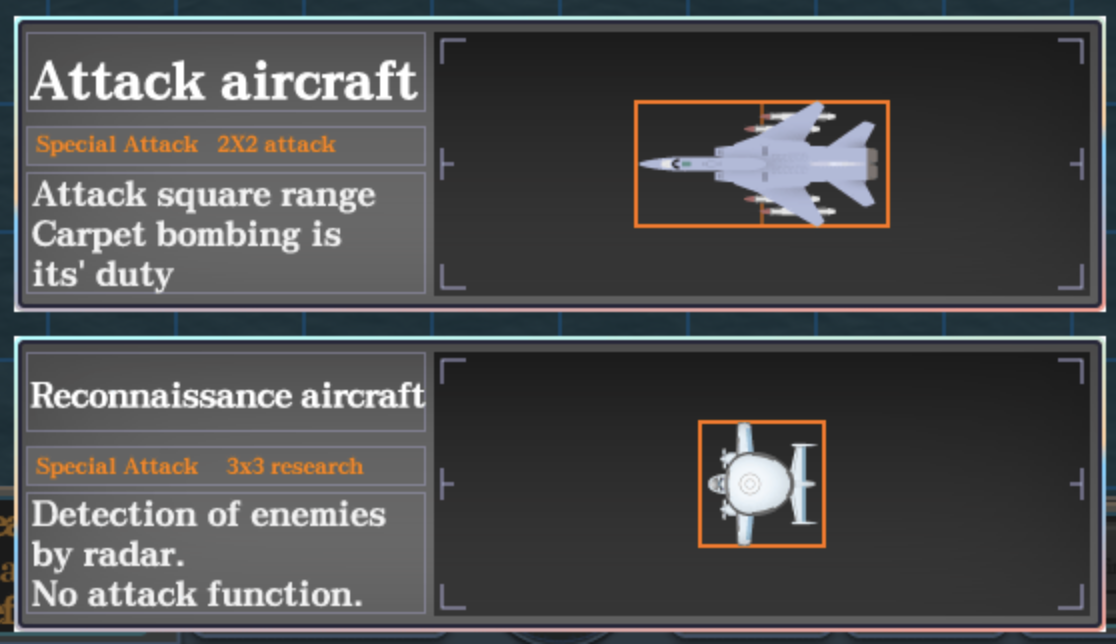 Attack aircraft
Special Attack 2X2 attack
Attack square range
Carpet bombing is
its' duty
Reconnaissance aircraft
Special Attack 3x3 research
Detection of enemies
by radar.
No attack function.